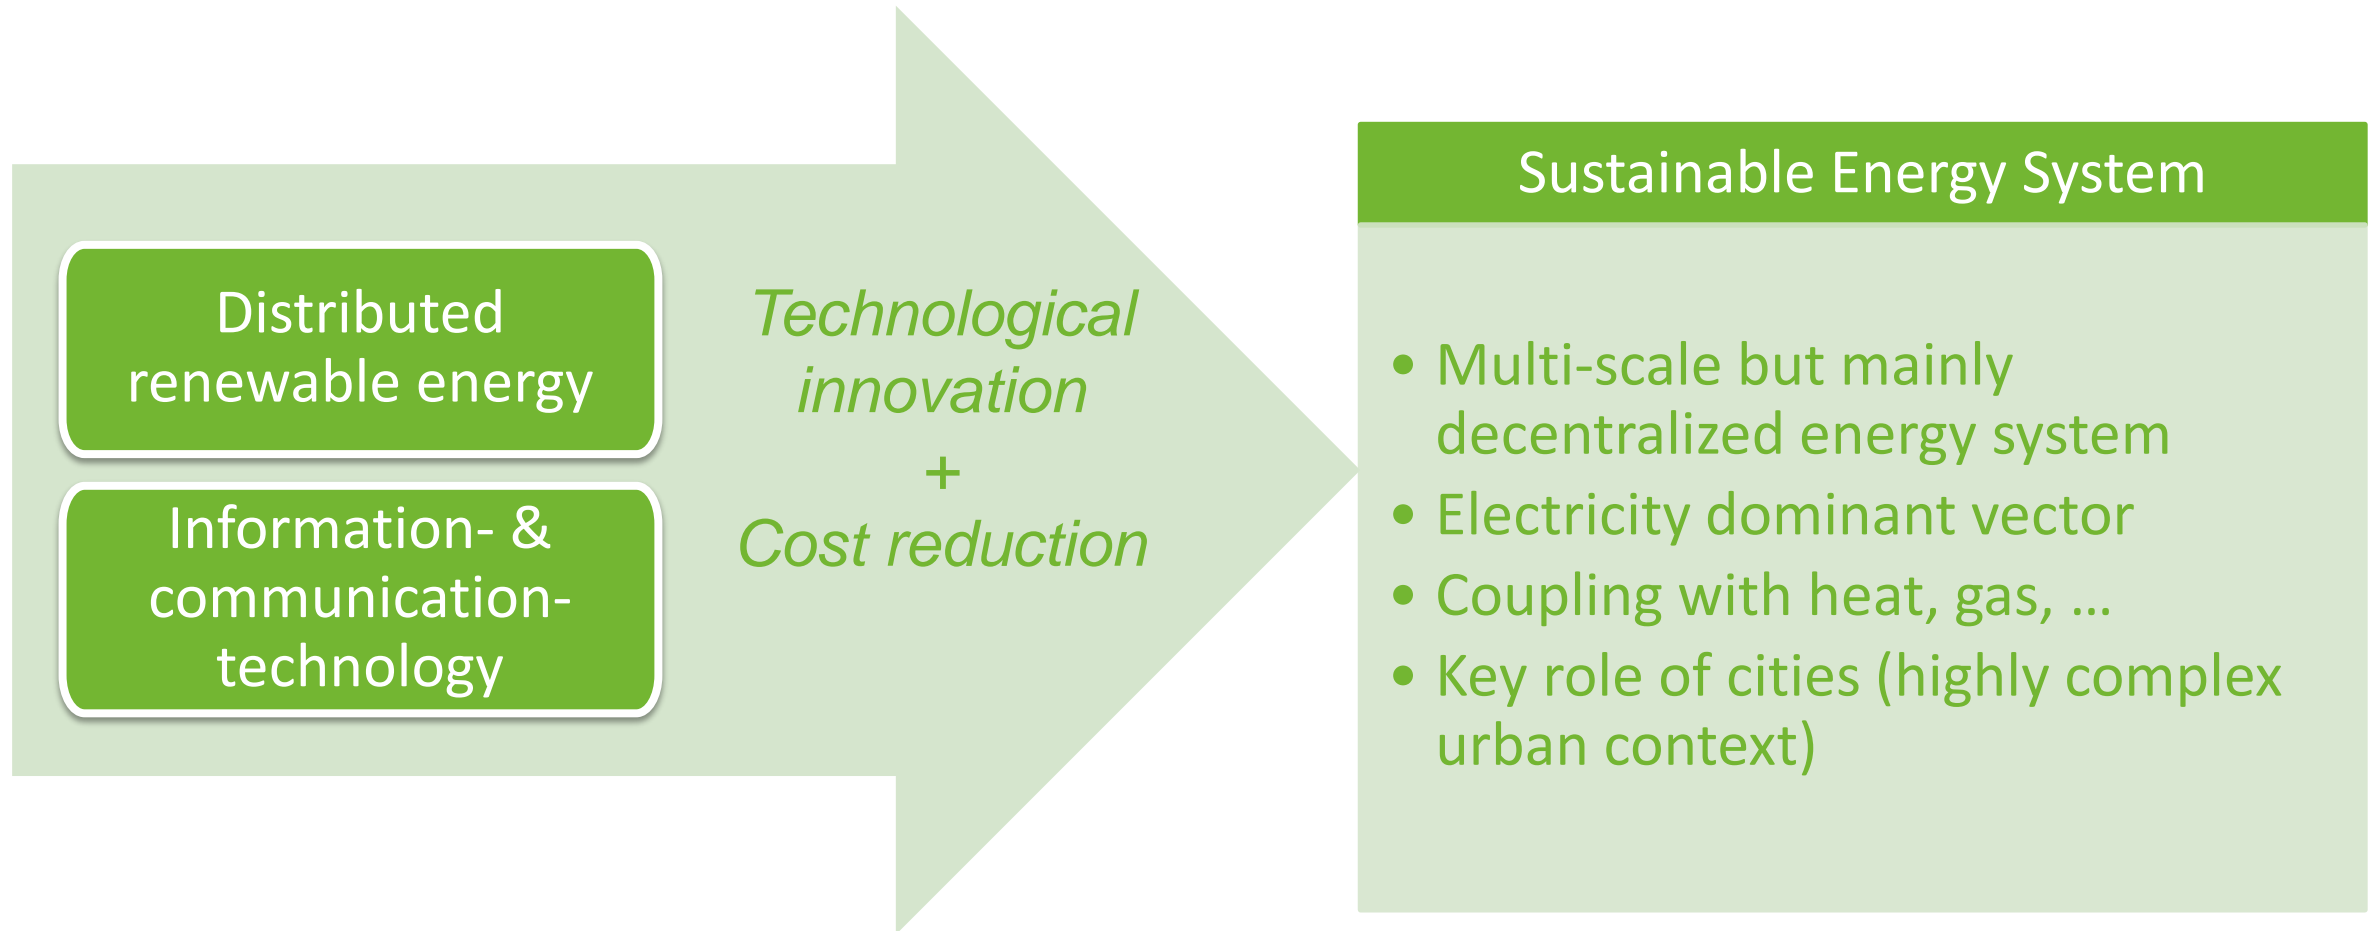 Distributed
renewable energy
Information- &
communication-
technology
Technological
innovation
+
Cost reduction
Sustainable Energy System
• Multi-scale but mainly
decentralized energy system
• Electricity dominant vector
• Coupling with heat, gas, ...
• Key role of cities (highly complex
urban context)